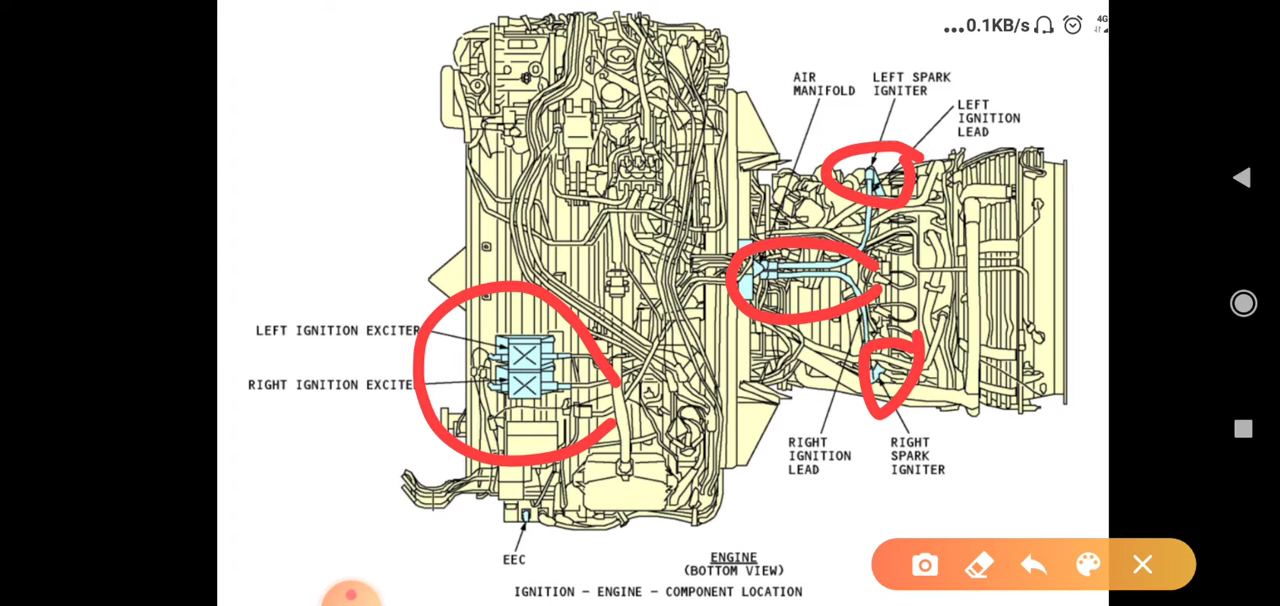 ...0.1KB/s
4G
AIR
MANIFOLD
LEFT SPARK
IGNITER
LEFT
IGNITION
LEAD
LEFT IGNITION EXCITER
RIGHT IGNITION EXCITE
RIGHT
IGNITION
LEAD
RIGHT
SPARK
IGNITER
EEC
ENGINE
(BOTTOM VIEW)
IGNITION – ENGINE – COMPONENT LOCATION